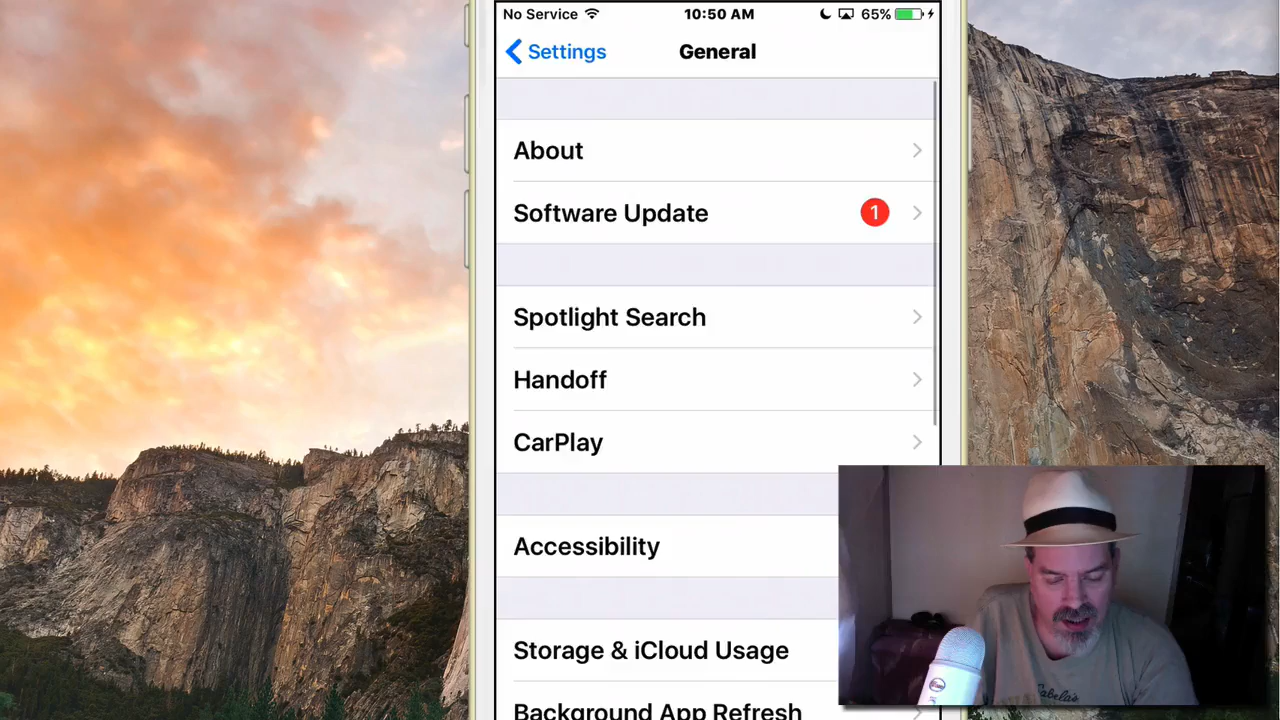 No Service 10:50 AM 65%
Settings General
About
Software Update 1
Spotlight Search
Handoff
CarPlay
Accessibility
Storage & iCloud Usage
Background App Refresh
Cabela's